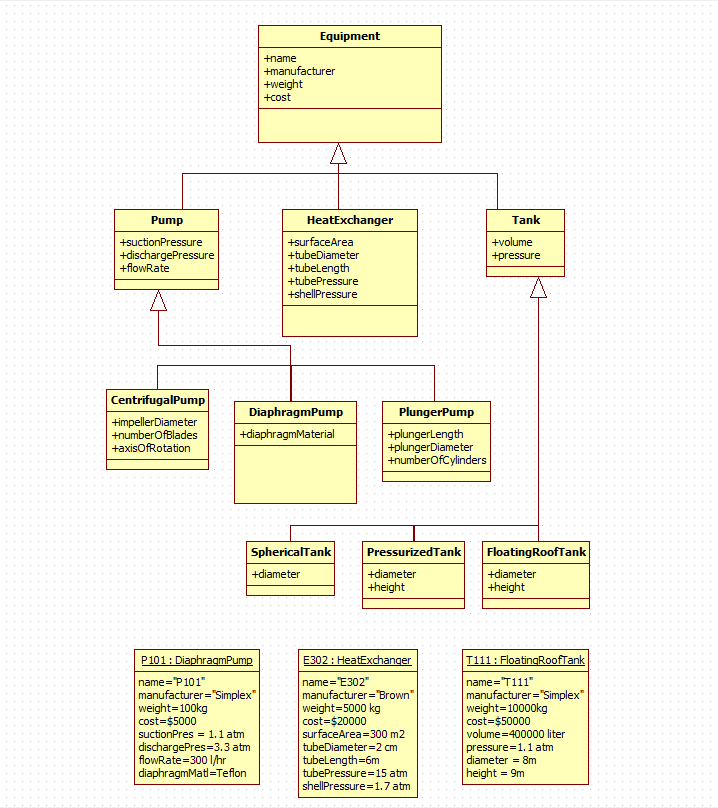 Equipment
+name
+manufacturer
+weight
+cost
Pump
+suctionPressure
+dischargePressure
+flowRate
HeatExchanger
+surfaceArea
+tubeDiameter
+tubeLength
+tubePressure
+shellPressure
Tank
+volume
+pressure
CentrifugalPump
+impellerDiameter
+numberOfBlades
+axisOfRotation
DiaphragmPump
+diaphragmMaterial
PlungerPump
+plungerLength
+plungerDiameter
+numberOfCylinders
SphericalTank
+diameter
PressurizedTank
+diameter
+height
FloatingRoofTank
+diameter
+height
P101 : DiaphragmPump
name="P101"
manufacturer="Simplex"
weight=100kg
cost=$5000
suctionPres = 1.1 atm
dischargePres=3.3 atm
flowRate=300 l/hr
diaphragmMatl=Teflon
E302 : HeatExchanger
name="E302"
manufacturer="Brown"
weight=5000 kg
cost=$20000
surfaceArea=300 m2
tubeDiameter=2 cm
tubeLength=6m
tubePressure=15 atm
shellPressure=1.7 atm
T111 : FloatingRoofTank
name="T111"
manufacturer="Simplex"
weight=10000kg
cost=$50000
volume=400000 liter
pressure=1.1 atm
diameter = 8m
height = 9m